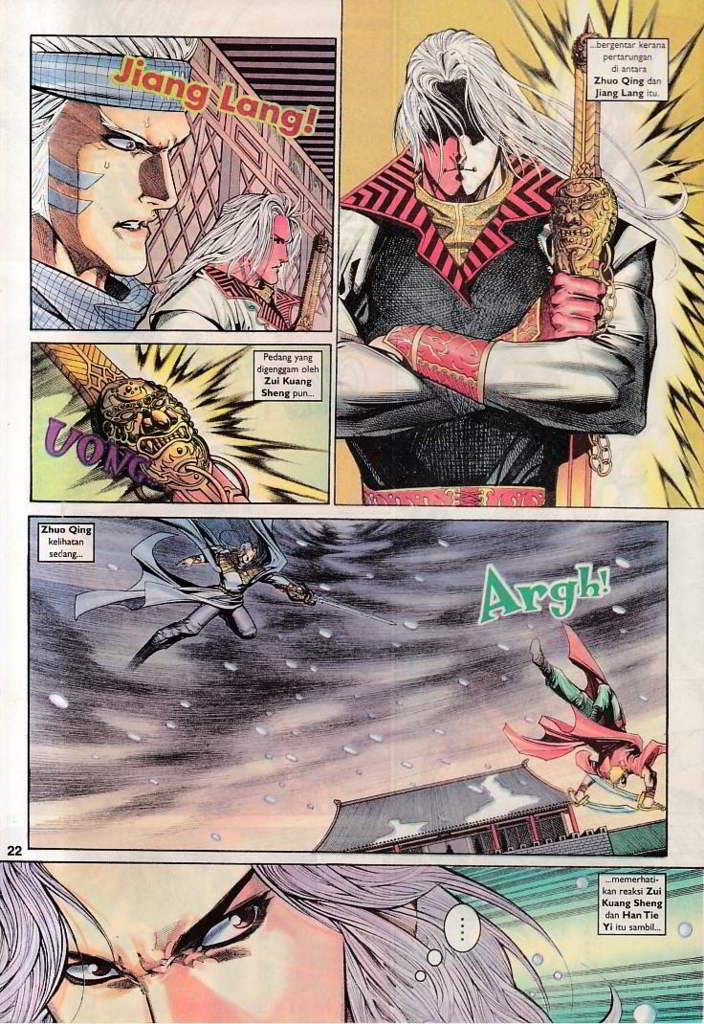 Jiang Lang!
Pedang yang
digenggam oleh
Zui Kuang
Sheng pun...
UONG
...bergentar kerana
pertarungan
di antara
Zhuo Qing dan
Jiang Lang itu.
Zhuo Qing
kelihatan
sedang...
Argh!
22
...memerhati-
kan reaksi Zui
Kuang Sheng
dan Han Tie
Yi itu sambil...
...